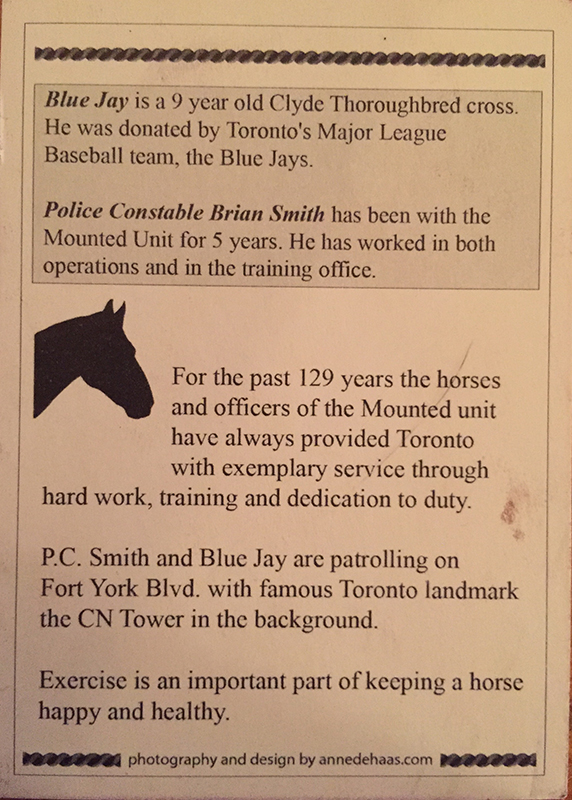 Blue Jay is a 9 year old Clyde Thoroughbred cross.
He was donated by Toronto's Major League
Baseball team, the Blue Jays.
Police Constable Brian Smith has been with the
Mounted Unit for 5 years. He has worked in both
operations and in the training office.
For the past 129 years the horses
and officers of the Mounted unit
have always provided Toronto
with exemplary service through
hard work, training and dedication to duty.
P.C. Smith and Blue Jay are patrolling on
Fort York Blvd. with famous Toronto landmark
the CN Tower in the background.
Exercise is an important part of keeping a horse
happy and healthy.
photography and design by annedehaas.com